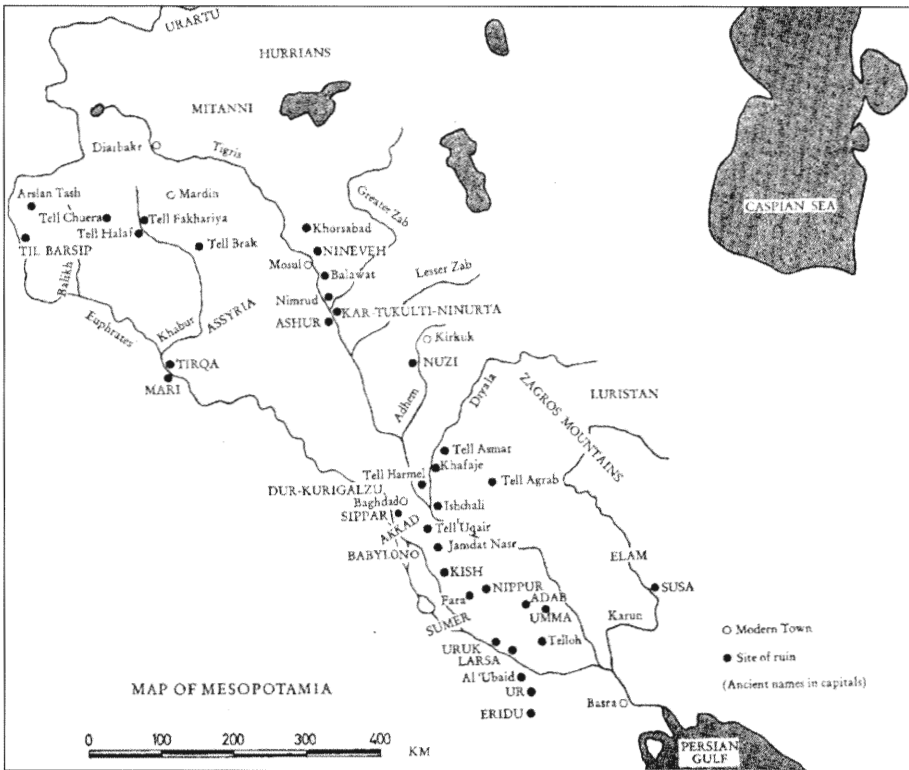 URARTU
HURRIANS
MITANNI
Diarbakr
Tigris
Mardin
Greater Zab
Arslan Tash
Tell Chuera
Tell Fakhariya
Tell Halaf
Tell Brak
TIL BARSIP
Balikh
Khorsabad
NINEVEH
Mosul
Balawat
Lesser Zab
Nimrud
KAR-TUKULTI-NINURTA
ASHUR
Euphrates
Khabur
ASSYRIA
Kirkuk
NUZI
TIRQA
MARI
Adhem
Diyala
ZAGROS MOUNTAINS
LURISTAN
CASPIAN SEA
Tell Asmar
Khafaje
Tell Harmel
Tell Agrab
DUR-KURIGALZU
Baghdad
SIPPAR
Ishchali
AKKAD
Tell Uqair
BABYLONO
Jamdat Nasr
ELAM
KISH
NIPPUR
SUSA
Fara
ADAB
UMMA
SUMER
Karun
URUK
Telloh
LARSA
Al 'Ubaid
UR
ERIDU
Basra
PERSIAN
GULF
Modern Town
Site of ruin
(Ancient names in capitals)
MAP OF MESOPOTAMIA
0 100 200 300 400
KM